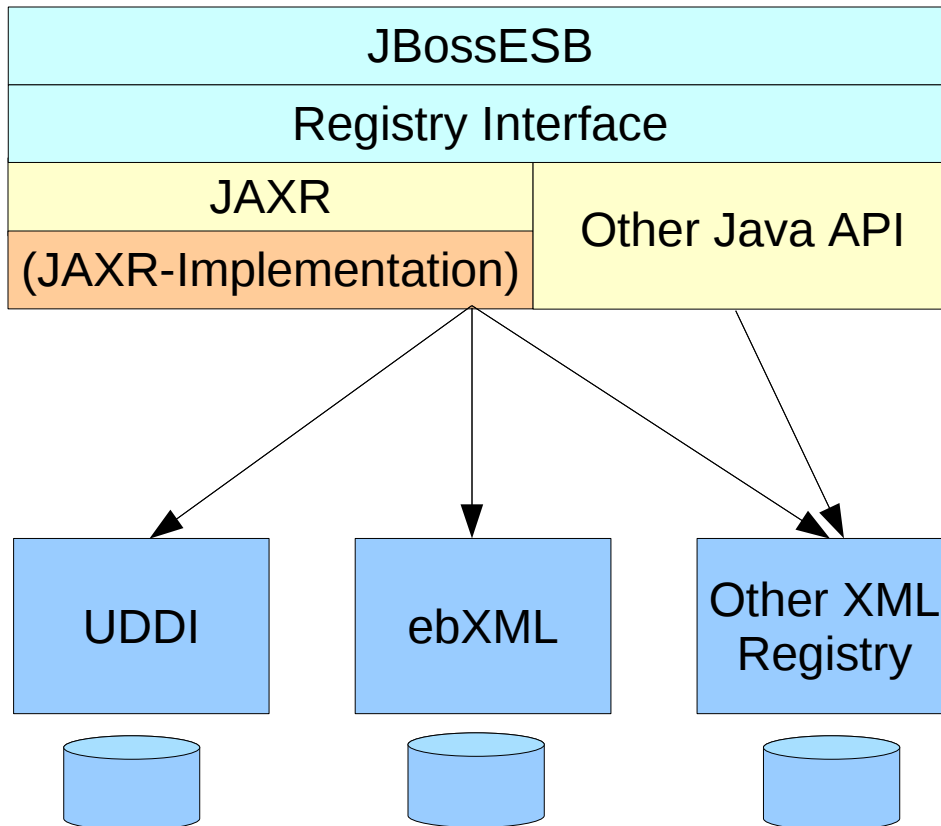 JBossESB
Registry Interface
JAXR
Other Java API
(JAXR-Implementation)
UDDI
ebXML
Other XML
Registry